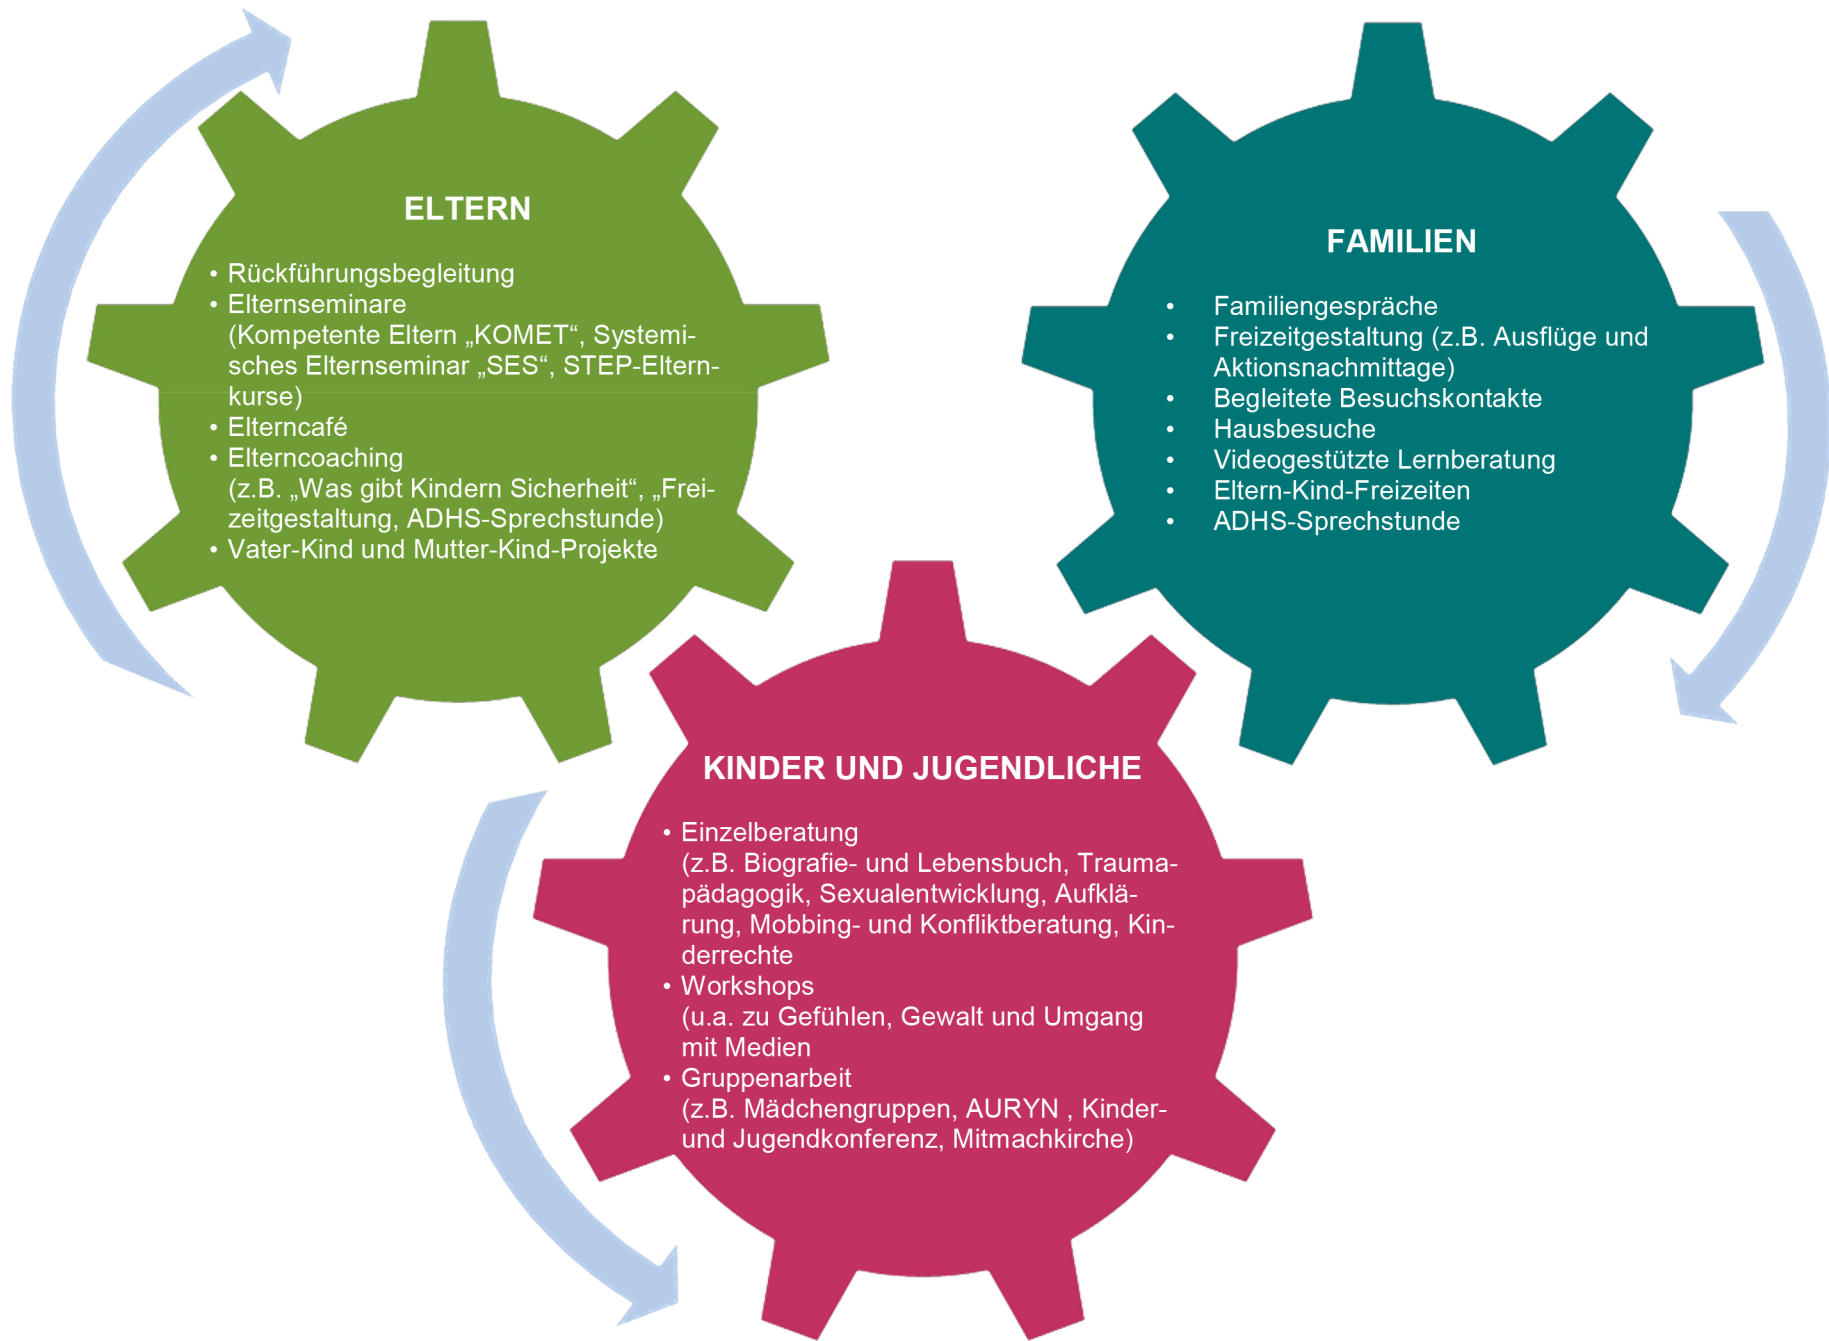 ELTERN
• Rückführungsbegleitung
• Elternseminare
(Kompetente Eltern „KOMET“, Systemi-
sches Elternseminar „SES“, STEP-Eltern-
kurse)
• Elterncafé
• Elterncoaching
(z.B. „Was gibt Kindern Sicherheit“, „Frei-
zeitgestaltung, ADHS-Sprechstunde)
• Vater-Kind und Mutter-Kind-Projekte
FAMILIEN
• Familiengespräche
• Freizeitgestaltung (z.B. Ausflüge und
Aktionsnachmittage)
• Begleitete Besuchskontakte
• Hausbesuche
• Videogestützte Lernberatung
• Eltern-Kind-Freizeiten
• ADHS-Sprechstunde
KINDER UND JUGENDLICHE
• Einzelberatung
(z.B. Biografie- und Lebensbuch, Trauma-
pädagogik, Sexualentwicklung, Aufklä-
rung, Mobbing- und Konfliktberatung, Kin-
derrechte
• Workshops
(u.a. zu Gefühlen, Gewalt und Umgang
mit Medien
• Gruppenarbeit
(z.B. Mädchengruppen, AURYN , Kinder-
und Jugendkonferenz, Mitmachkirche)